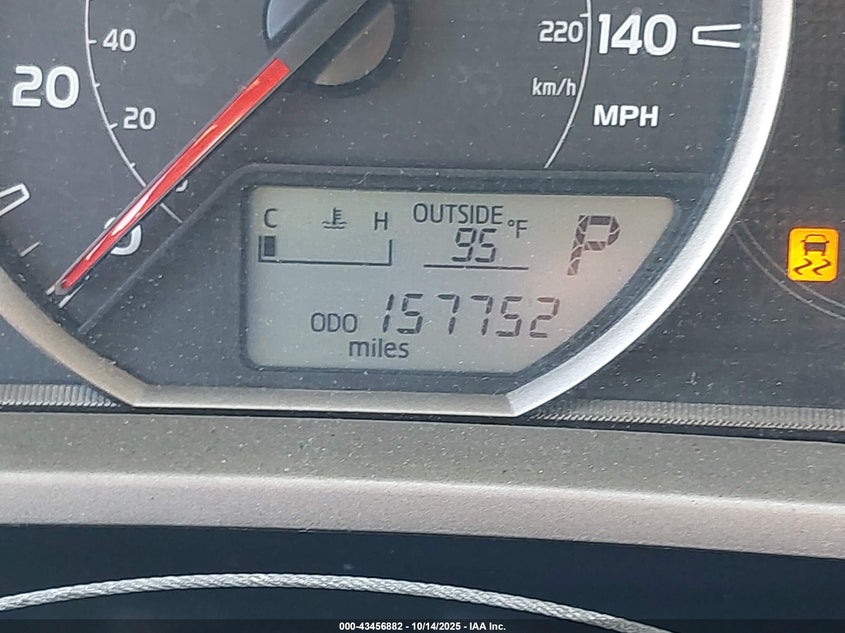 220 140
40
20
km/h
20
MPH
0
C H OUTSIDE
95 °F P
ODO 157752
miles
000-43456882 - 10/14/2025 - IAA Inc.